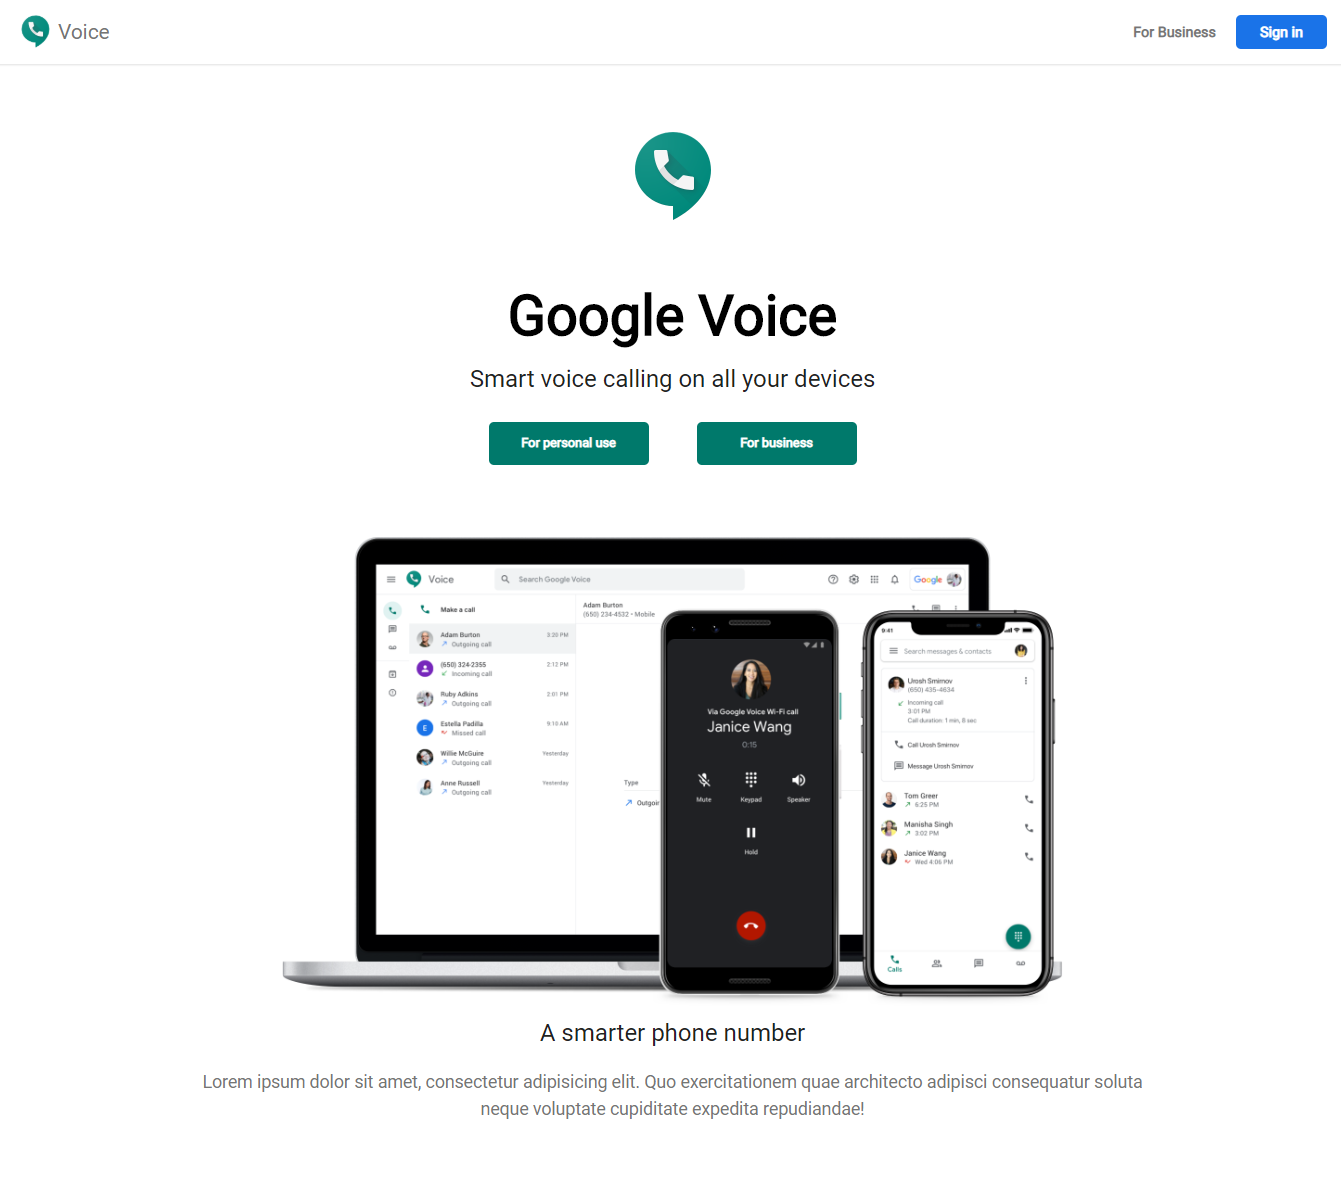 Voice
For Business
Sign in
Google Voice
Smart voice calling on all your devices
For personal use
For business
Voice
Search Google Voice
Google
Make a call
Adam Burton
3:20 PM
Outgoing call
(650) 324-2355
2:12 PM
Incoming call
Ruby Adkins
2:01 PM
Outgoing call
E
Estella Padilla
9:10 AM
Missed call
Willie McGuire
Yesterday
Outgoing call
Anne Russell
Yesterday
Outgoing call
Adam Burton
(650) 234-4532 • Mobile
Type
Outgoin
Via Google Voice Wi-Fi call
Janice Wang
0:15
Mute
Keypad
Speaker
Hold
9:41
Search messages & contacts
Urosh Smirnov
(650) 435-4634
Incoming call
3:01 PM
Call duration: 1 min, 8 sec
Call Urosh Smirnov
Message Urosh Smirnov
Tom Greer
6:25 PM
Manisha Singh
3:02 PM
Janice Wang
Wed 4:06 PM
Calls
A smarter phone number
Lorem ipsum dolor sit amet, consectetur adipisicing elit. Quo exercitationem quae architecto adipisci consequatur soluta
neque voluptate cupiditate expedita repudiandae!